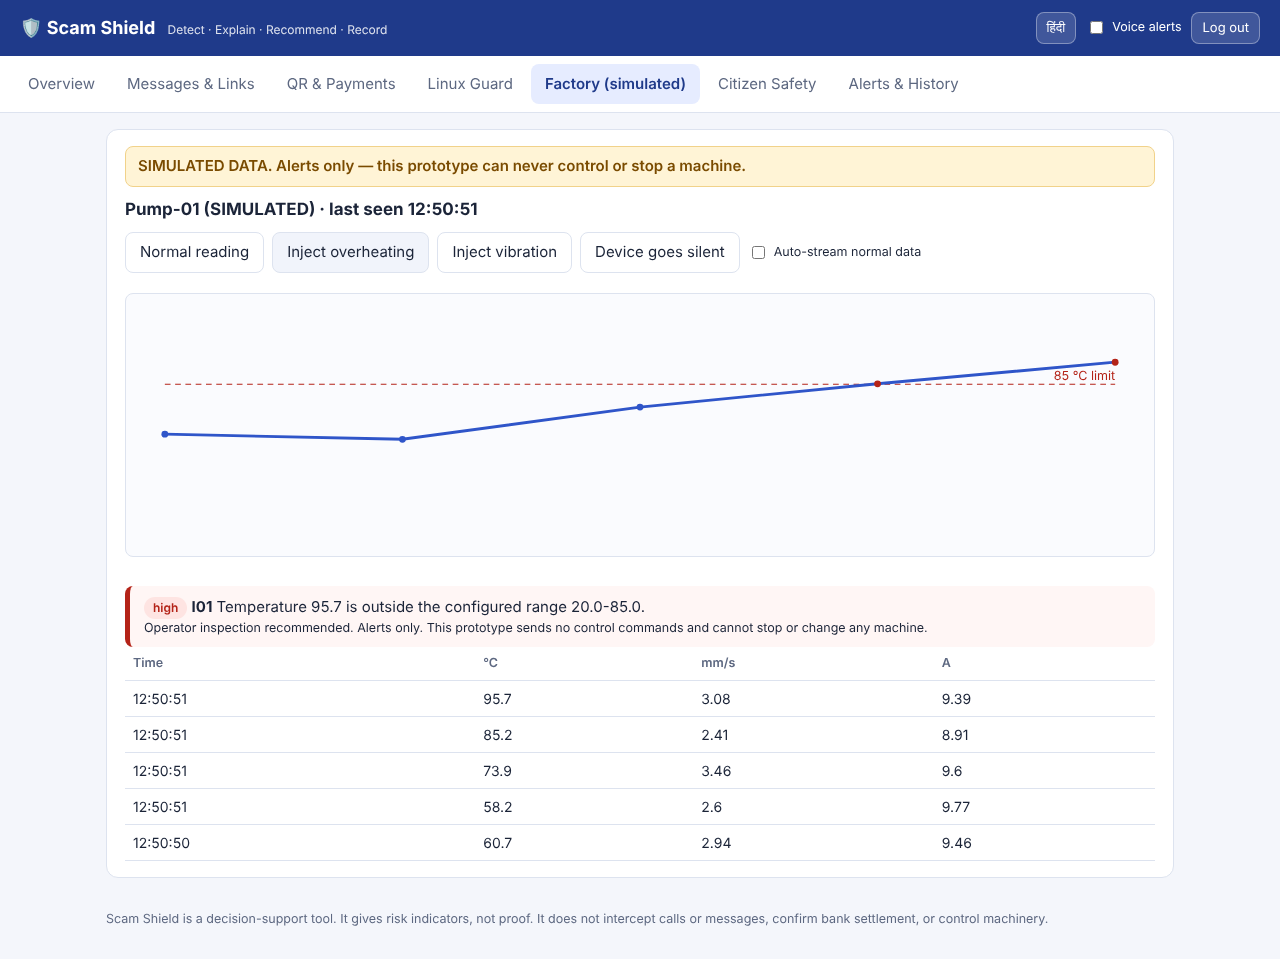 Scam Shield Detect · Explain · Recommend · Record हिंदी Voice alerts Log out
Overview Messages & Links QR & Payments Linux Guard Factory (simulated) Citizen Safety Alerts & History
SIMULATED DATA. Alerts only — this prototype can never control or stop a machine.
Pump-01 (SIMULATED) · last seen 12:50:51
Normal reading Inject overheating Inject vibration Device goes silent Auto-stream normal data
85 °C limit
high I01 Temperature 95.7 is outside the configured range 20.0-85.0.
Operator inspection recommended. Alerts only. This prototype sends no control commands and cannot stop or change any machine.
Time °C mm/s A
12:50:51 95.7 3.08 9.39
12:50:51 85.2 2.41 8.91
12:50:51 73.9 3.46 9.6
12:50:51 58.2 2.6 9.77
12:50:50 60.7 2.94 9.46
Scam Shield is a decision-support tool. It gives risk indicators, not proof. It does not intercept calls or messages, confirm bank settlement, or control machinery.